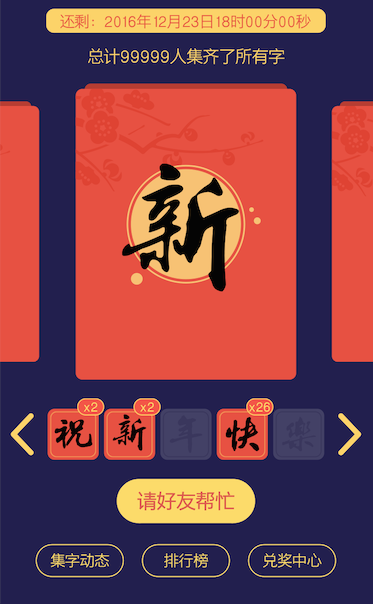 还剩：2016年12月23日18时00分00秒
总计99999人集齐了所有字
新
x2 x2 x26
祝 新 年 快 樂
请好友帮忙
集字动态 排行榜 兑奖中心